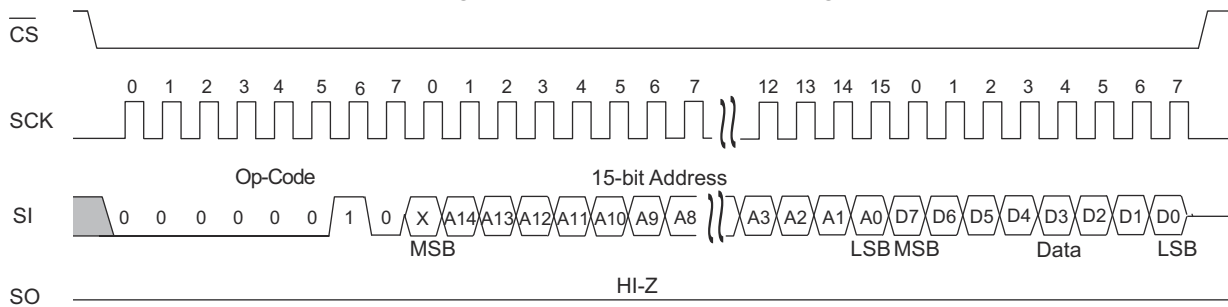 CS
0 1 2 3 4 5 6 7 0 1 2 3 4 5 6 7 12 13 14 15 0 1 2 3 4 5 6 7
SCK
Op-Code 15-bit Address
SI 0 0 0 0 0 0 1 0 X A14 A13 A12 A11 A10 A9 A8 A3 A2 A1 A0 D7 D6 D5 D4 D3 D2 D1 D0
MSB LSB MSB Data LSB
HI-Z
SO